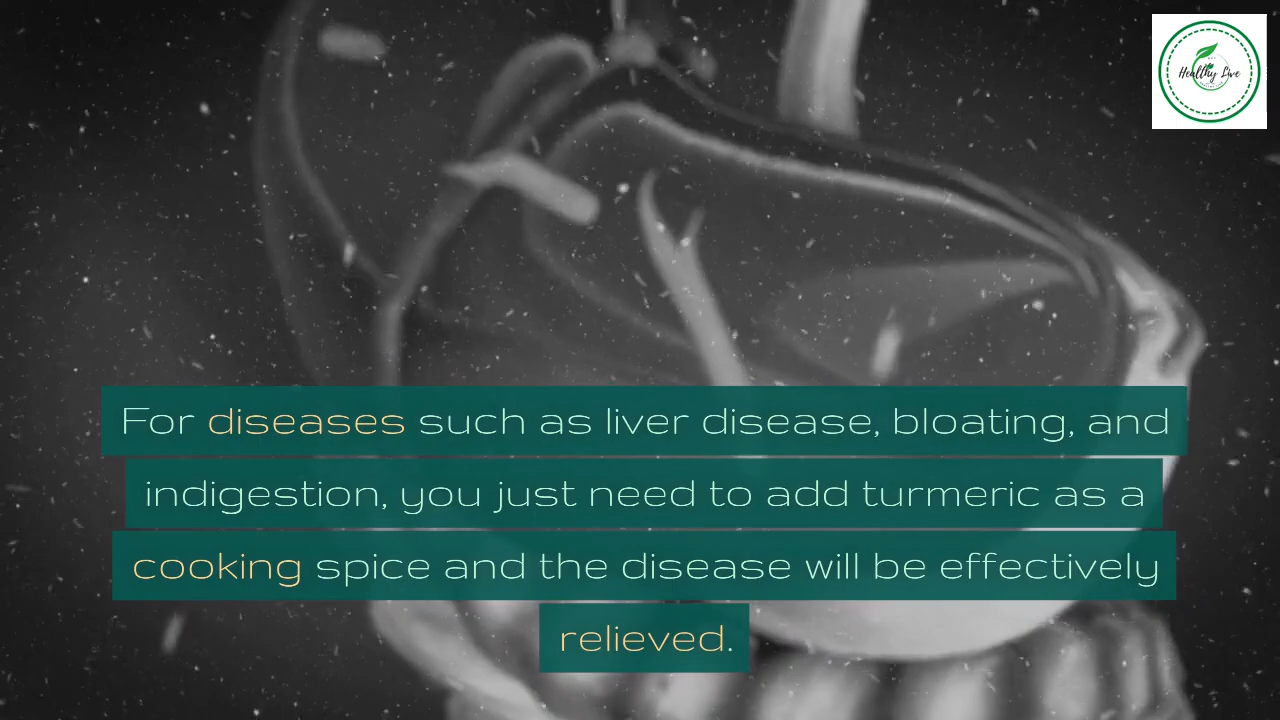 Healthy Live
For diseases such as liver disease, bloating, and
indigestion, you just need to add turmeric as a
cooking spice and the disease will be effectively
relieved.